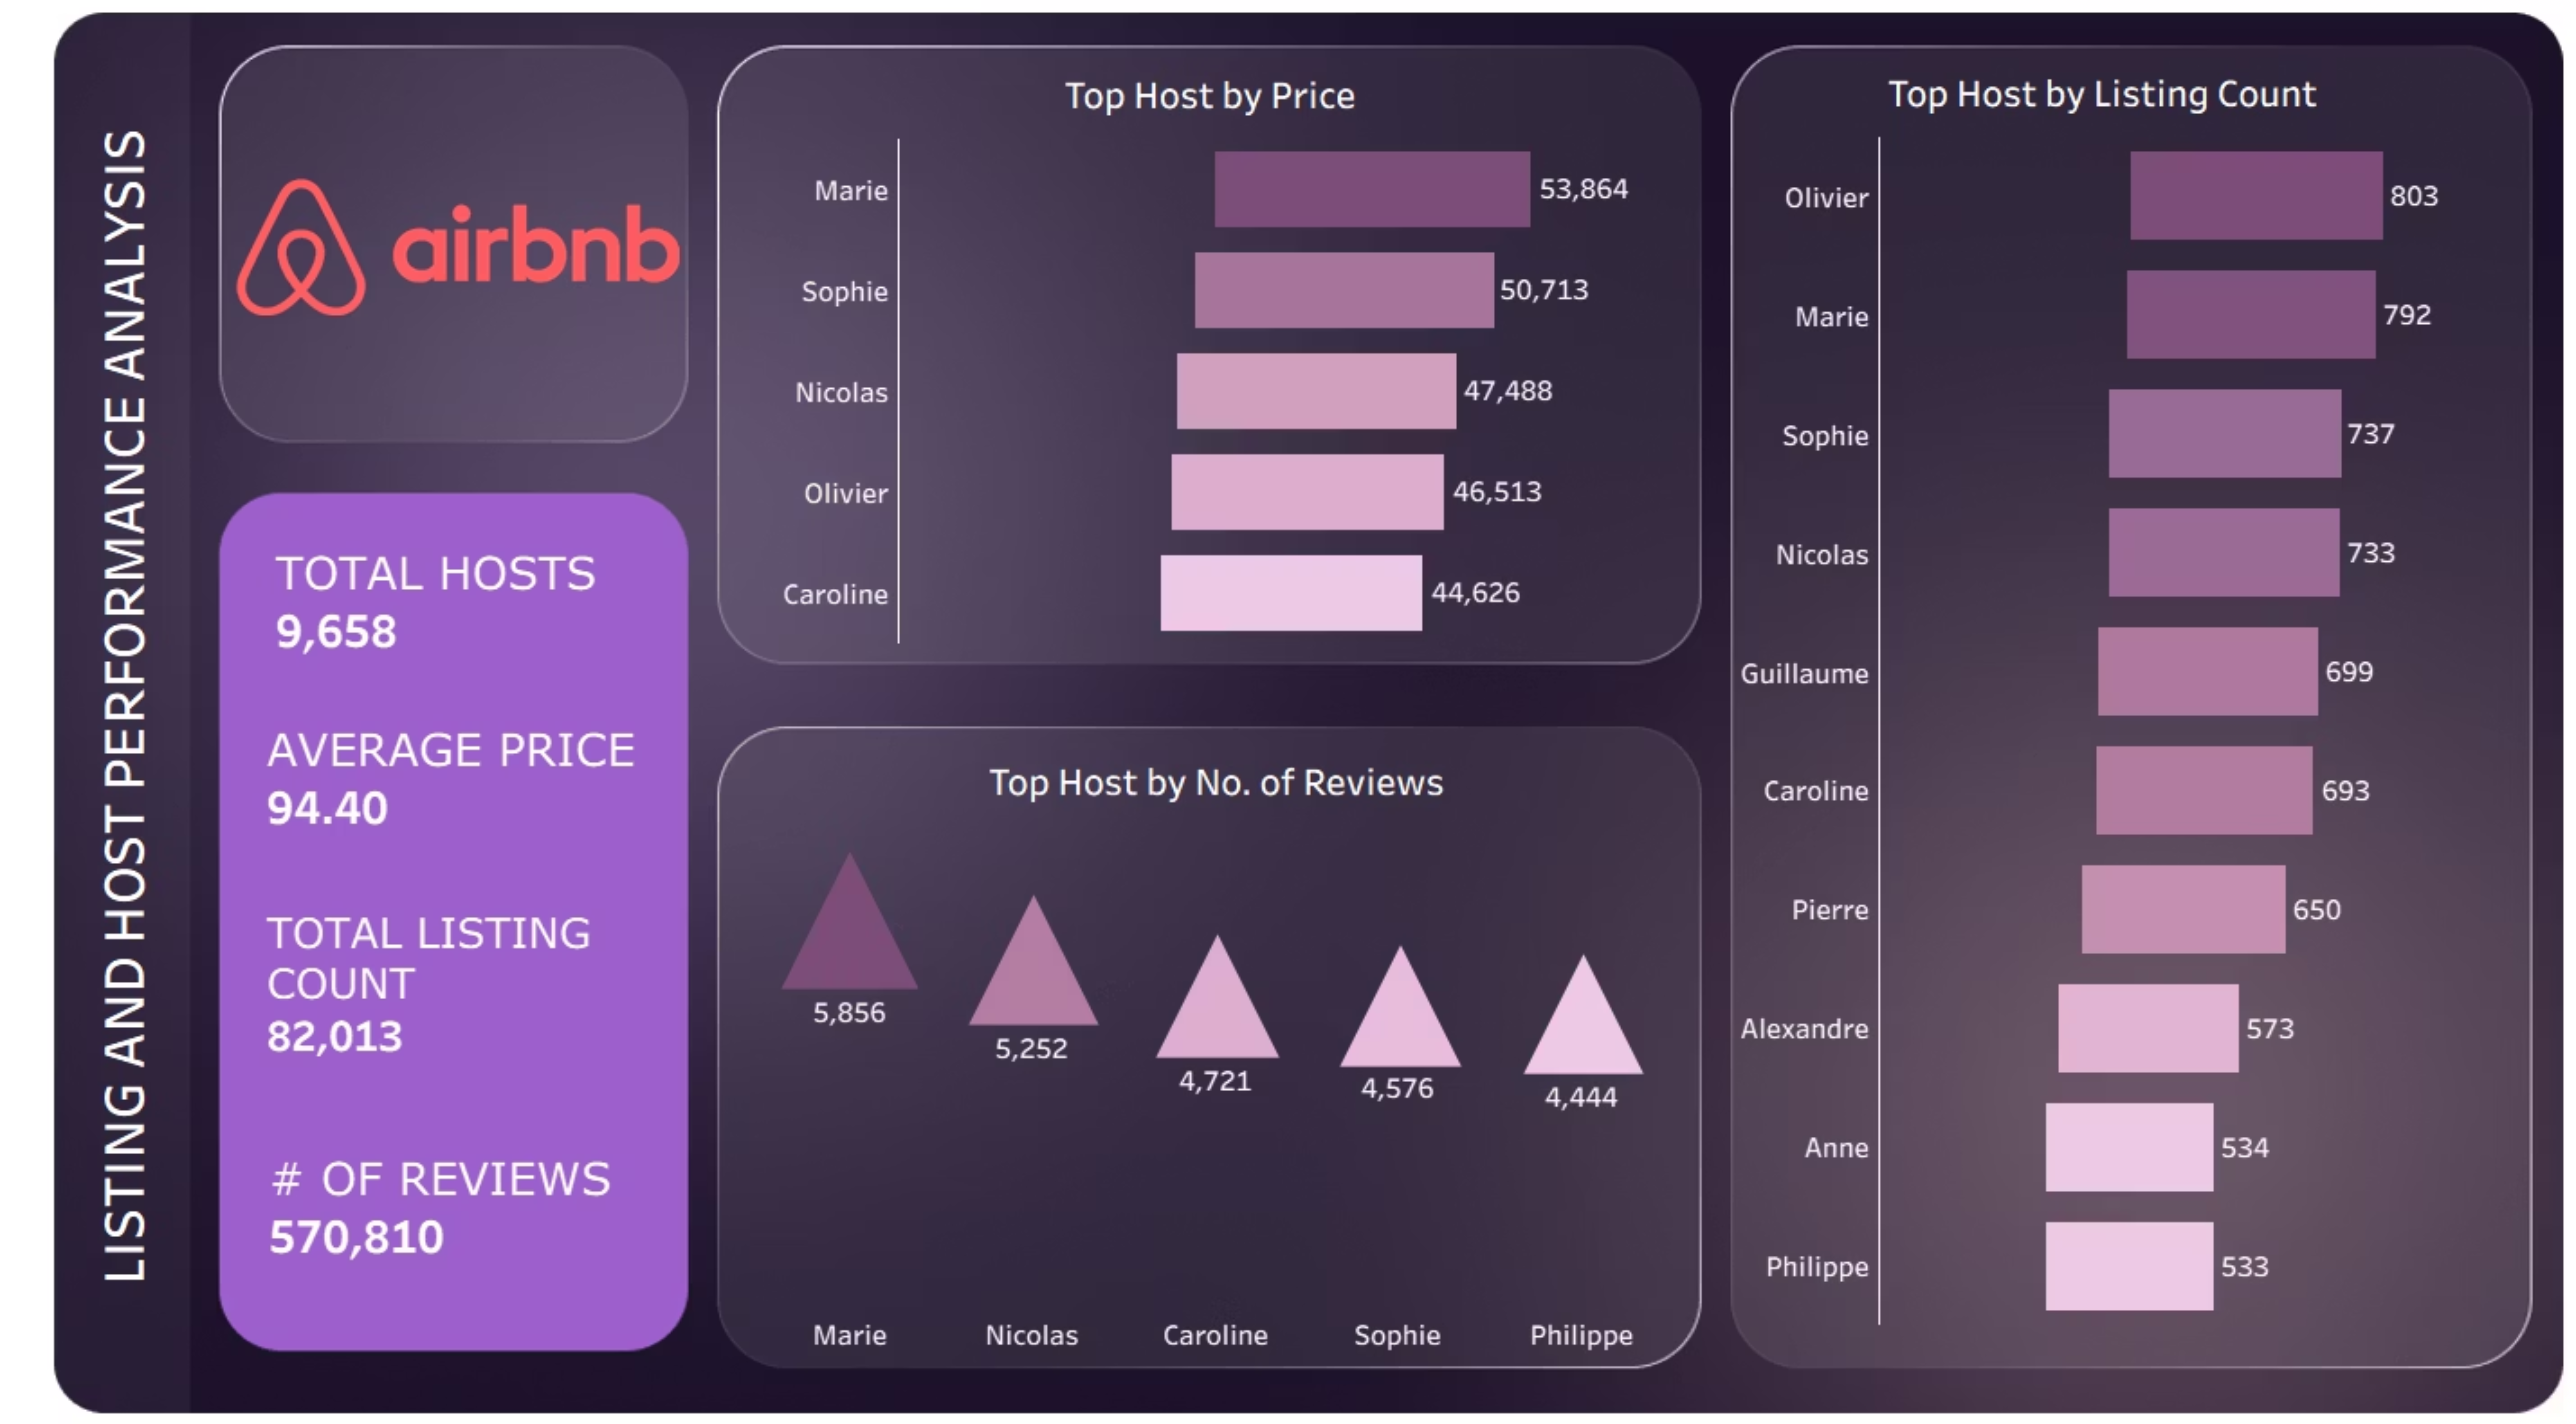 LISTING AND HOST PERFORMANCE ANALYSIS
airbnb
TOTAL HOSTS
9,658
AVERAGE PRICE
94.40
TOTAL LISTING
COUNT
82,013
# OF REVIEWS
570,810
Top Host by Price
Marie 53,864
Sophie 50,713
Nicolas 47,488
Olivier 46,513
Caroline 44,626
Top Host by No. of Reviews
5,856
5,252
4,721
4,576
4,444
Marie Nicolas Caroline Sophie Philippe
Top Host by Listing Count
Olivier 803
Marie 792
Sophie 737
Nicolas 733
Guillaume 699
Caroline 693
Pierre 650
Alexandre 573
Anne 534
Philippe 533